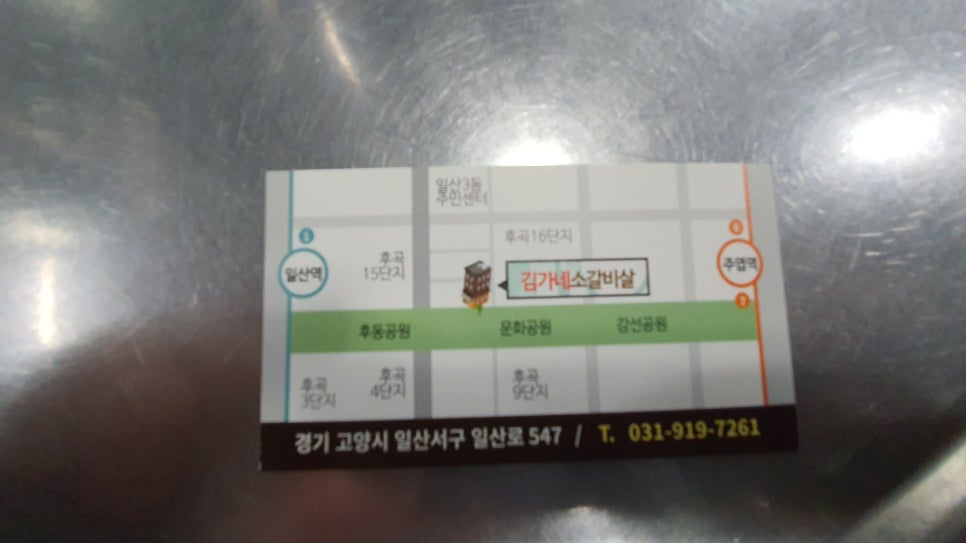 일산3동
주민센터
후곡16단지
1
일산역
후곡
15단지
김가네소갈비살
6
주엽역
7
후동공원
문화공원
강선공원
후곡
3단지
후곡
4단지
후곡
9단지
경기 고양시 일산서구 일산로 547 / T. 031-919-7261